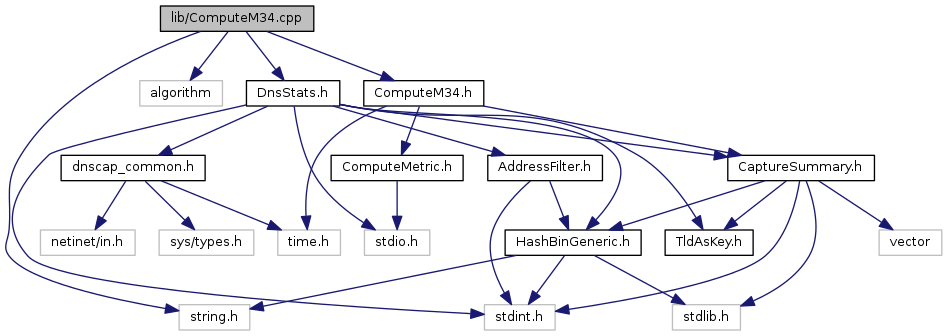 lib/ComputeM34.cpp
algorithm
DnsStats.h
ComputeM34.h
dnscap_common.h
ComputeMetric.h
AddressFilter.h
CaptureSummary.h
netinet/in.h
sys/types.h
time.h
stdio.h
HashBinGeneric.h
TldAsKey.h
vector
string.h
stdint.h
stdlib.h